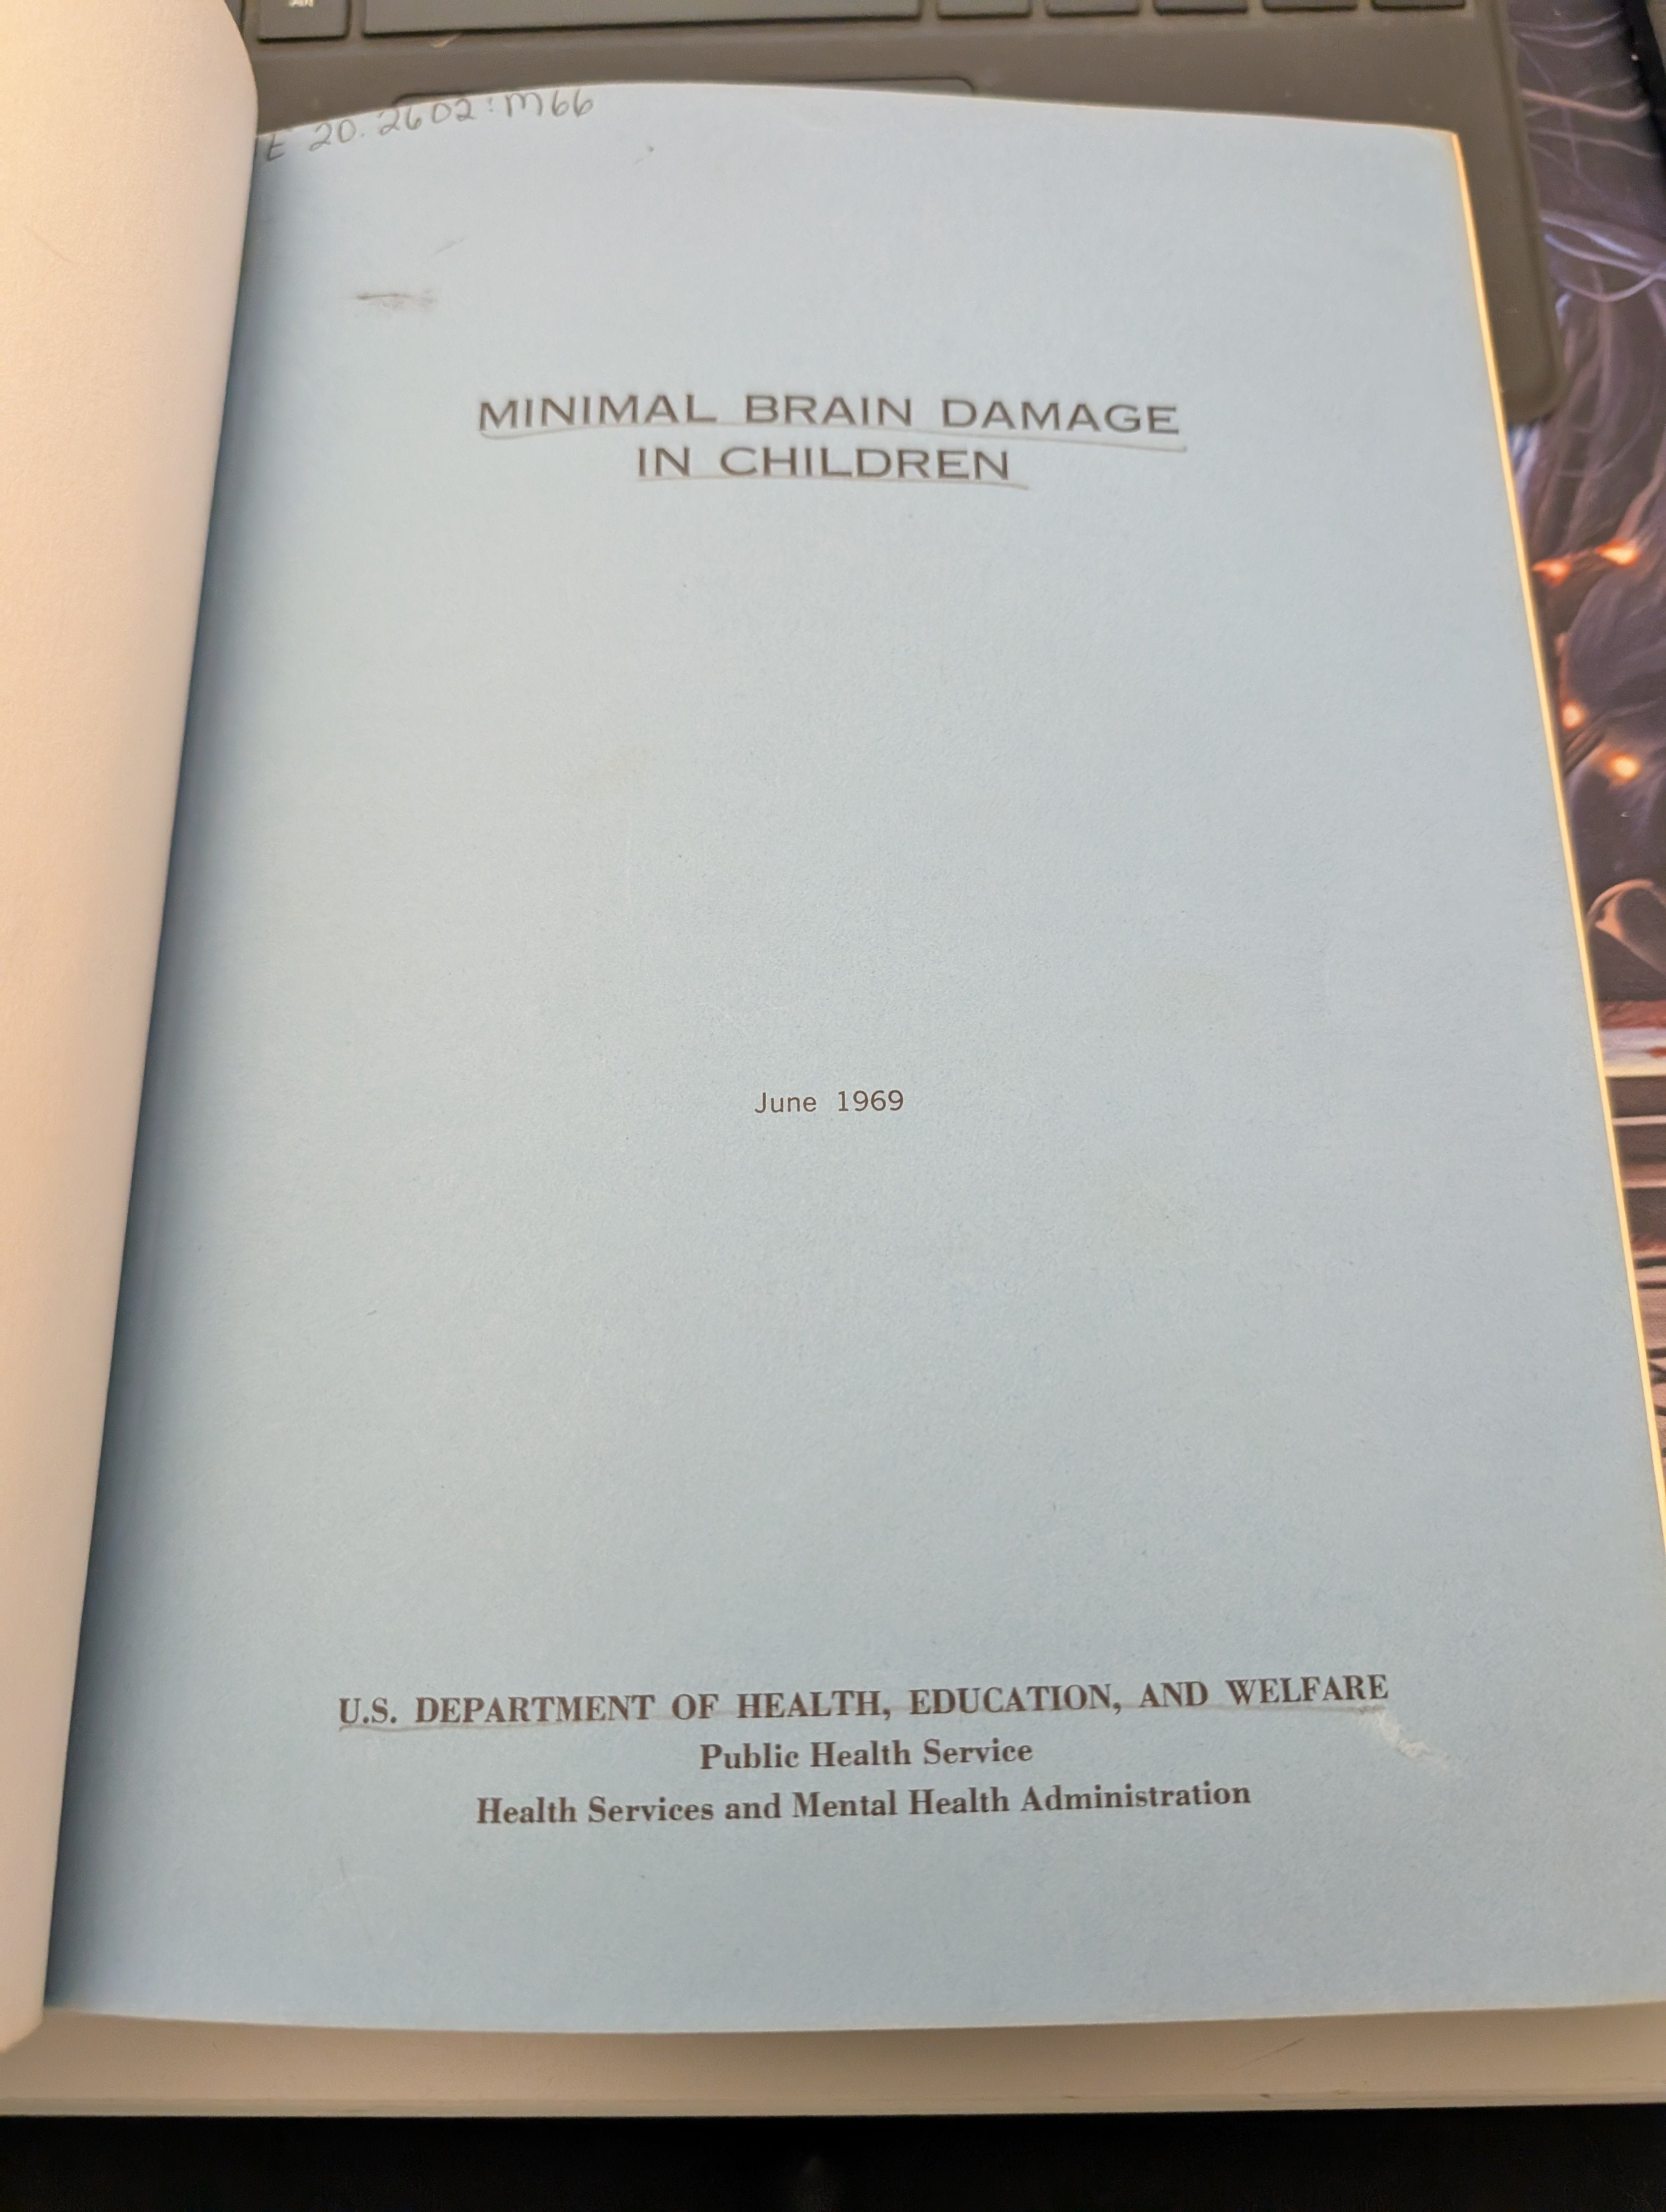 E 20.2602:M66
MINIMAL BRAIN DAMAGE
IN CHILDREN
June 1969
U.S. DEPARTMENT OF HEALTH, EDUCATION, AND WELFARE
Public Health Service
Health Services and Mental Health Administration